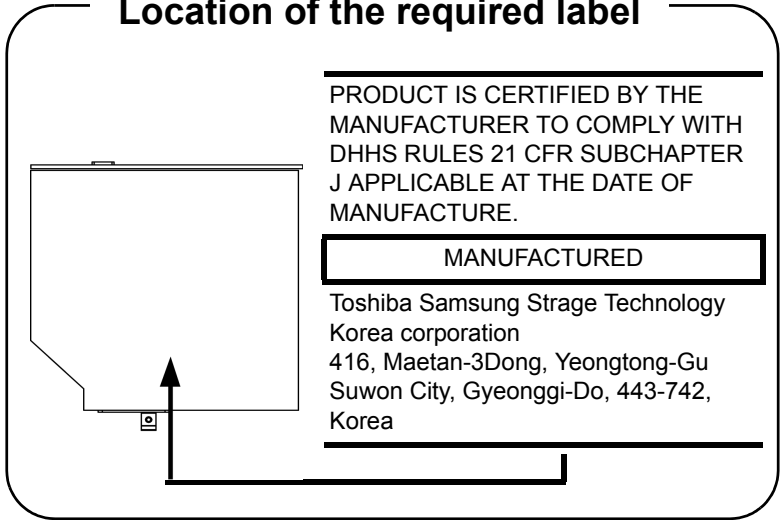 Location of the required label
PRODUCT IS CERTIFIED BY THE
MANUFACTURER TO COMPLY WITH
DHHS RULES 21 CFR SUBCHAPTER
J APPLICABLE AT THE DATE OF
MANUFACTURE.
MANUFACTURED
Toshiba Samsung Strage Technology
Korea corporation
416, Maetan-3Dong, Yeongtong-Gu
Suwon City, Gyeonggi-Do, 443-742,
Korea